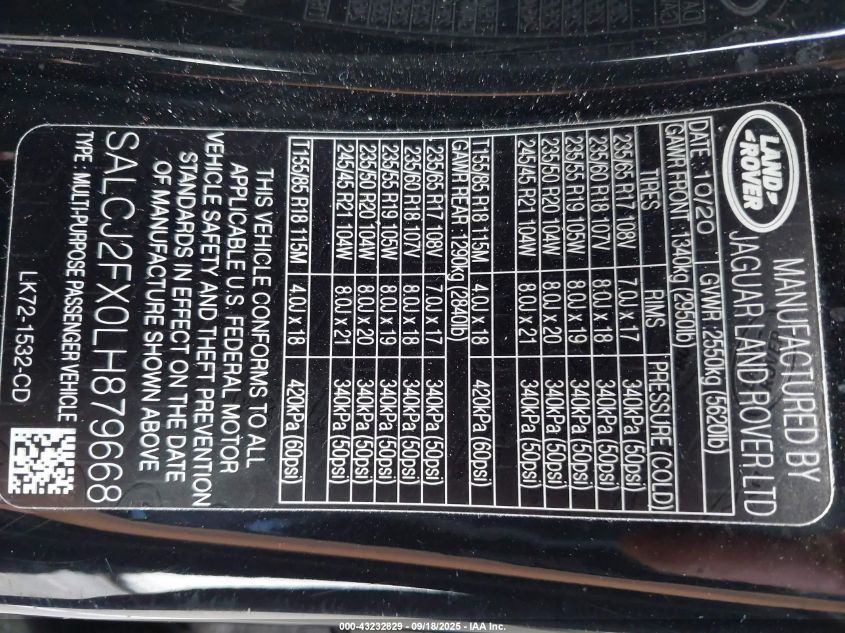 LAND
ROVER
MANUFACTURED BY
JAGUAR LAND ROVER LTD
DATE : 10/20 GVWR : 2550kg (5620lb)
GAWR FRONT : 1340kg (2950lb)
TIRES RIMS PRESSURE (COLD)
235/65 R17 108V 7.0J x 17 340kPa (50psi)
235/60 R18 107V 8.0J x 18 340kPa (50psi)
235/55 R19 105W 8.0J x 19 340kPa (50psi)
235/50 R20 104W 8.0J x 20 340kPa (50psi)
245/45 R21 104W 8.0J x 21 340kPa (50psi)
T155/85 R18 115M 4.0J x 18 420kPa (60psi)
GAWR REAR : 1290kg (2840lb)
235/65 R17 108V 7.0J x 17 340kPa (50psi)
235/60 R18 107V 8.0J x 18 340kPa (50psi)
235/55 R19 105W 8.0J x 19 340kPa (50psi)
235/50 R20 104W 8.0J x 20 340kPa (50psi)
245/45 R21 104W 8.0J x 21 340kPa (50psi)
T155/85 R18 115M 4.0J x 18 420kPa (60psi)
THIS VEHICLE CONFORMS TO ALL
APPLICABLE U.S. FEDERAL MOTOR
VEHICLE SAFETY AND THEFT PREVENTION
STANDARDS IN EFFECT ON THE DATE
OF MANUFACTURE SHOWN ABOVE
SALCJ2FX0LH879668
TYPE : MULTI-PURPOSE PASSENGER VEHICLE
LK72-1532-CD
000-43232829 - 09/18/2025 - IAA Inc.